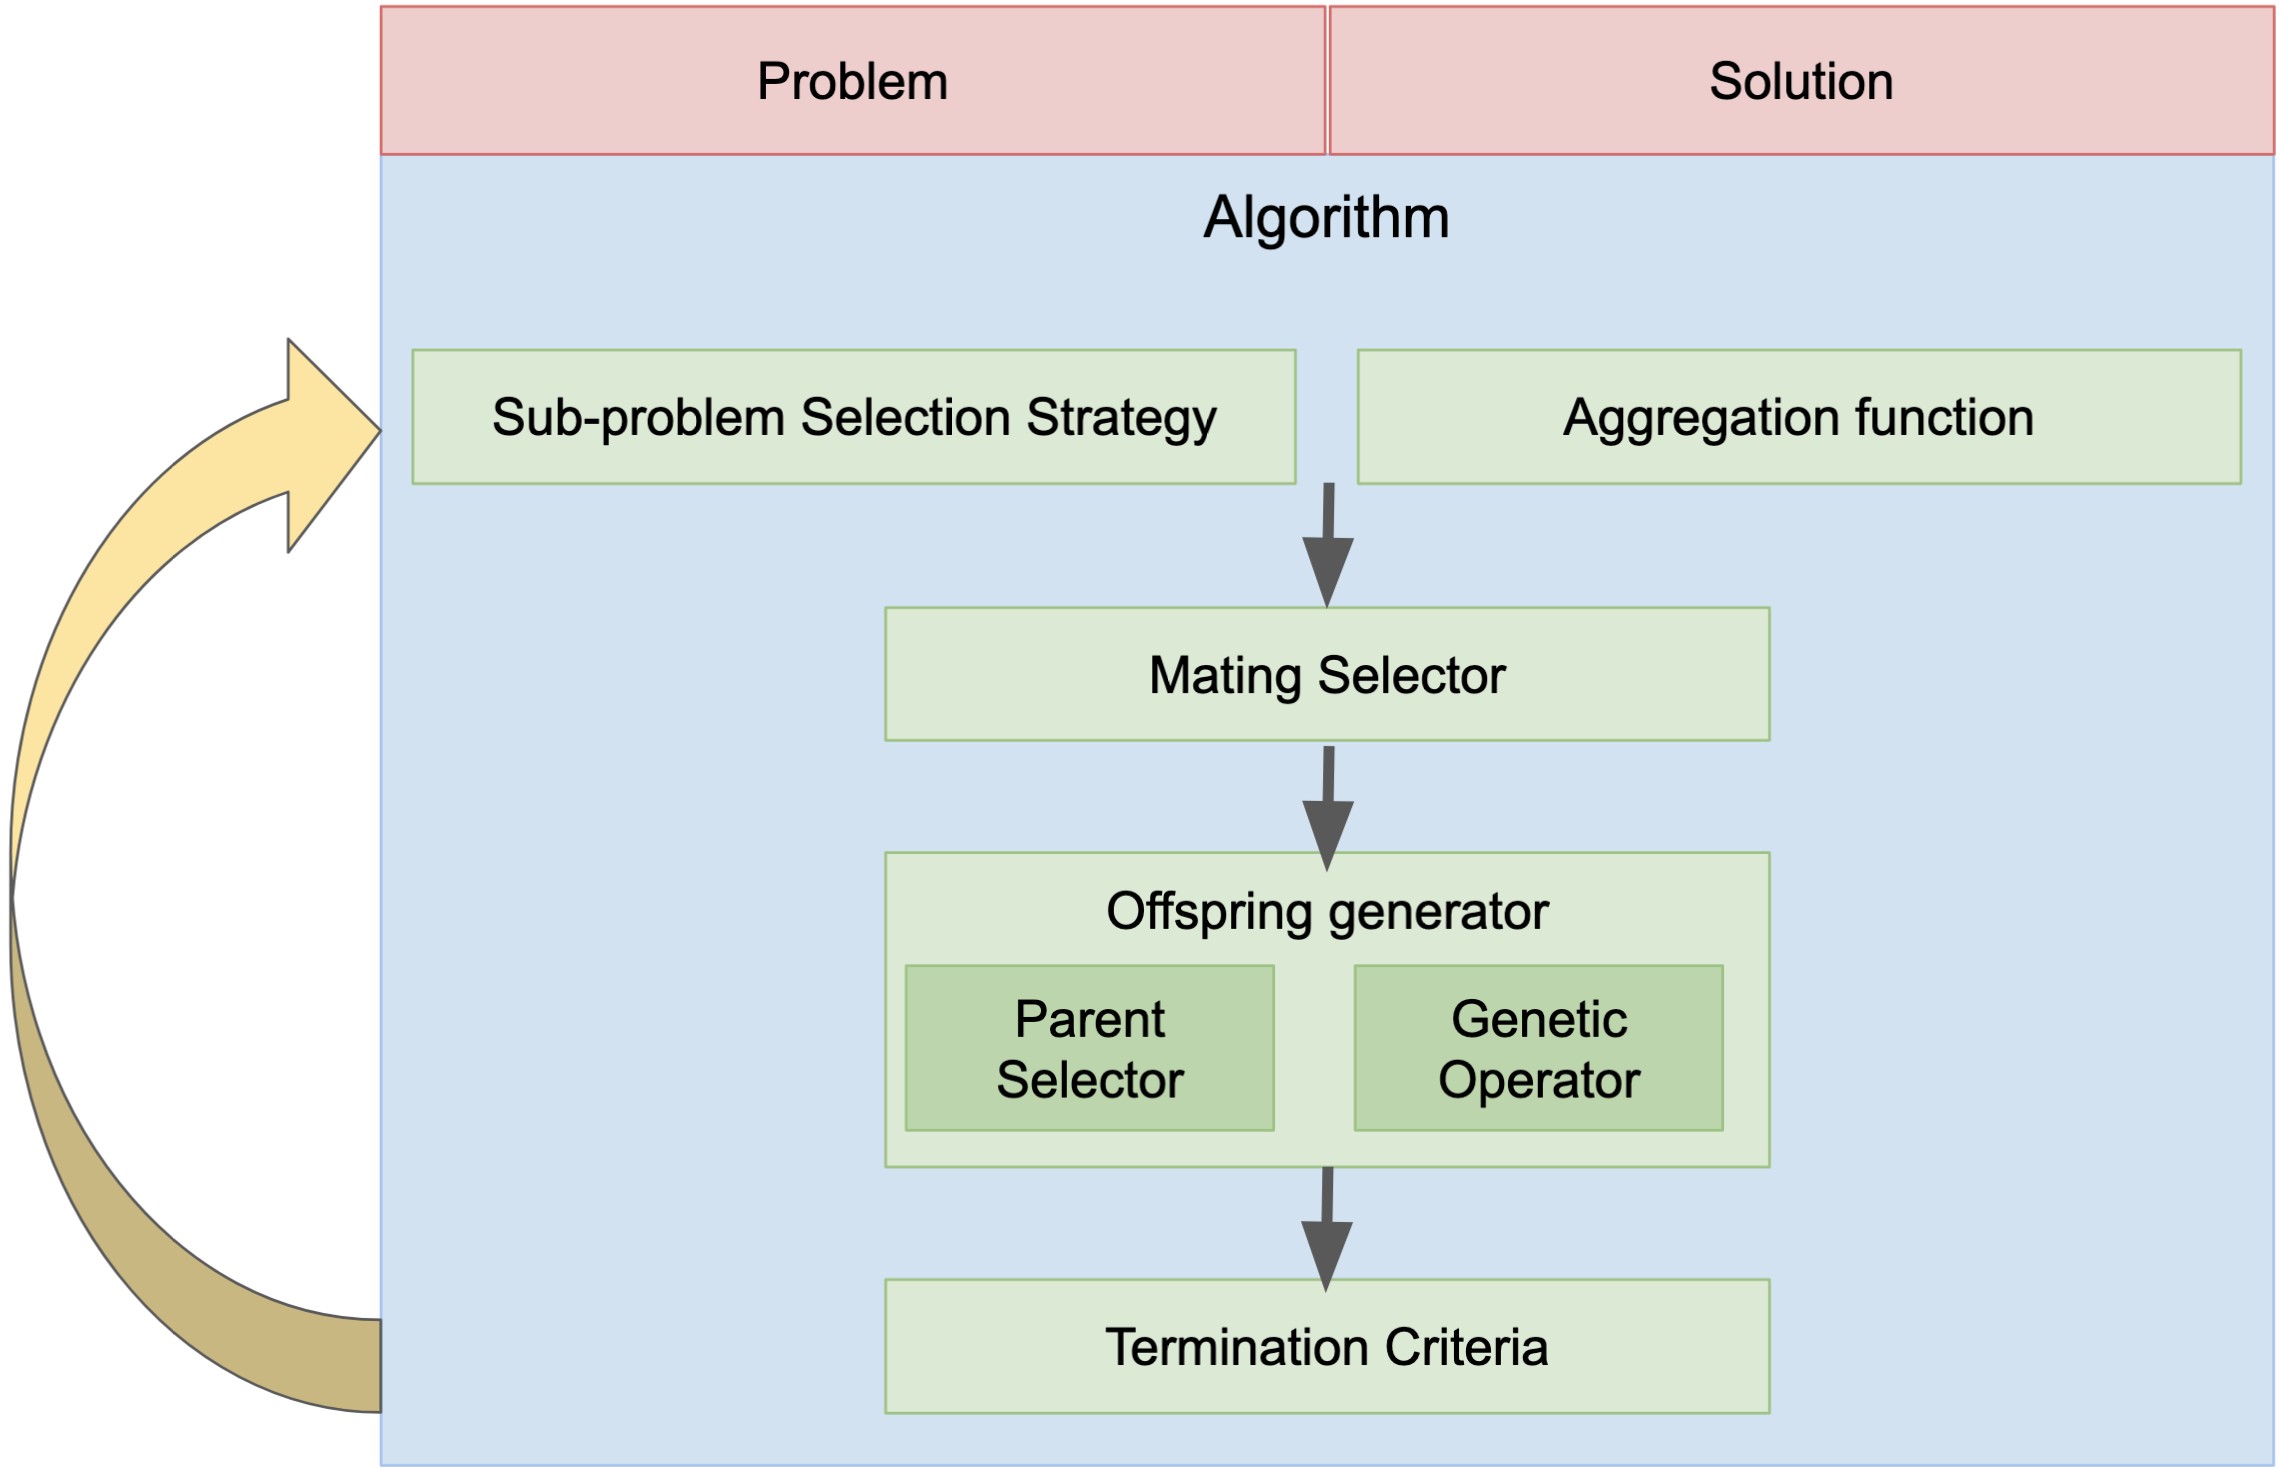 Problem
Solution
Algorithm
Sub-problem Selection Strategy
Aggregation function
Mating Selector
Offspring generator
Parent
Selector
Genetic
Operator
Termination Criteria